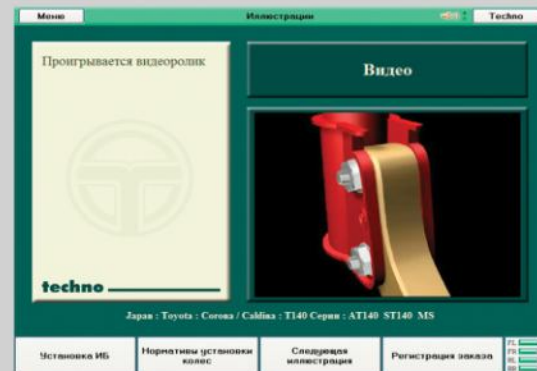 Меню
Иллюстрации
Techno
Проигрывается видеоролик
Видео
techno
Japan : Toyota : Corona / Caldina : T140 Серии : AT140 ST140 MS
Установка ИБ
Нормативы установки колес
Следующая иллюстрация
Регистрация заказа